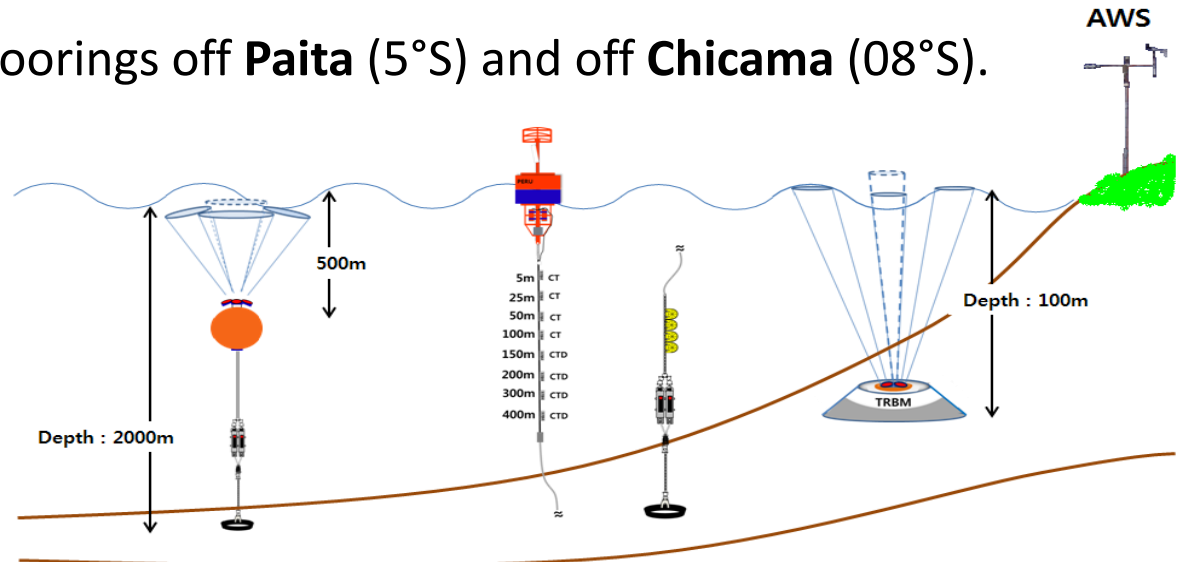 AWS
oorings off Paita (5°S) and off Chicama (08°S).
PERU
500m
5m CT
25m CT
50m CT
100m CT
150m CTD
200m CTD
300m CTD
400m CTD
Depth : 100m
TRBM
Depth : 2000m